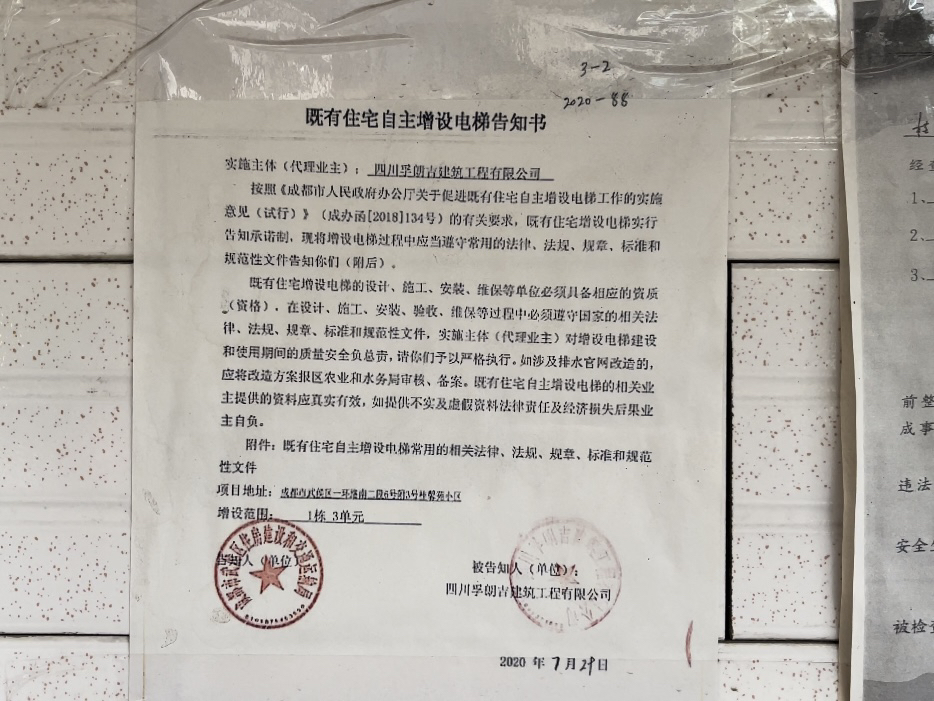 3-2
2020-88
既有住宅自主增设电梯告知书
实施主体（代理业主）：四川孚朗吉建筑工程有限公司
按照《成都市人民政府办公厅关于促进既有住宅自主增设电梯工作的实施
意见（试行）》（成办函[2018]134号）的有关要求，既有住宅增设电梯实行
告知承诺制，现将增设电梯过程中应当遵守常用的法律、法规、规章、标准和
规范性文件告知你们（附后）。
既有住宅增设电梯的设计、施工、安装、维保等单位必须具备相应的资质
（资格），在设计、施工、安装、验收、维保等过程中必须遵守国家的相关法
律、法规、规章、标准和规范性文件，实施主体（代理业主）对增设电梯建设
和使用期间的质量安全负总责，请你们予以严格执行。如涉及排水官网改造的，
应将改造方案报区农业和水务局审核、备案。既有住宅自主增设电梯的相关业
主提供的资料应真实有效，如提供不实及虚假资料法律责任及经济损失后果业
主自负。
附件：既有住宅自主增设电梯常用的相关法律、法规、规章、标准和规范
性文件
项目地址：成都市武侯区一环路南二段6号附3号桂馨苑小区
增设范围：1栋 3单元
告知人（单位）
被告知人（单位）：
四川孚朗吉建筑工程有限公司
2020 年 7 月 29 日
经
1、
2、
3、
前整
成事
违法
安全生
被检查